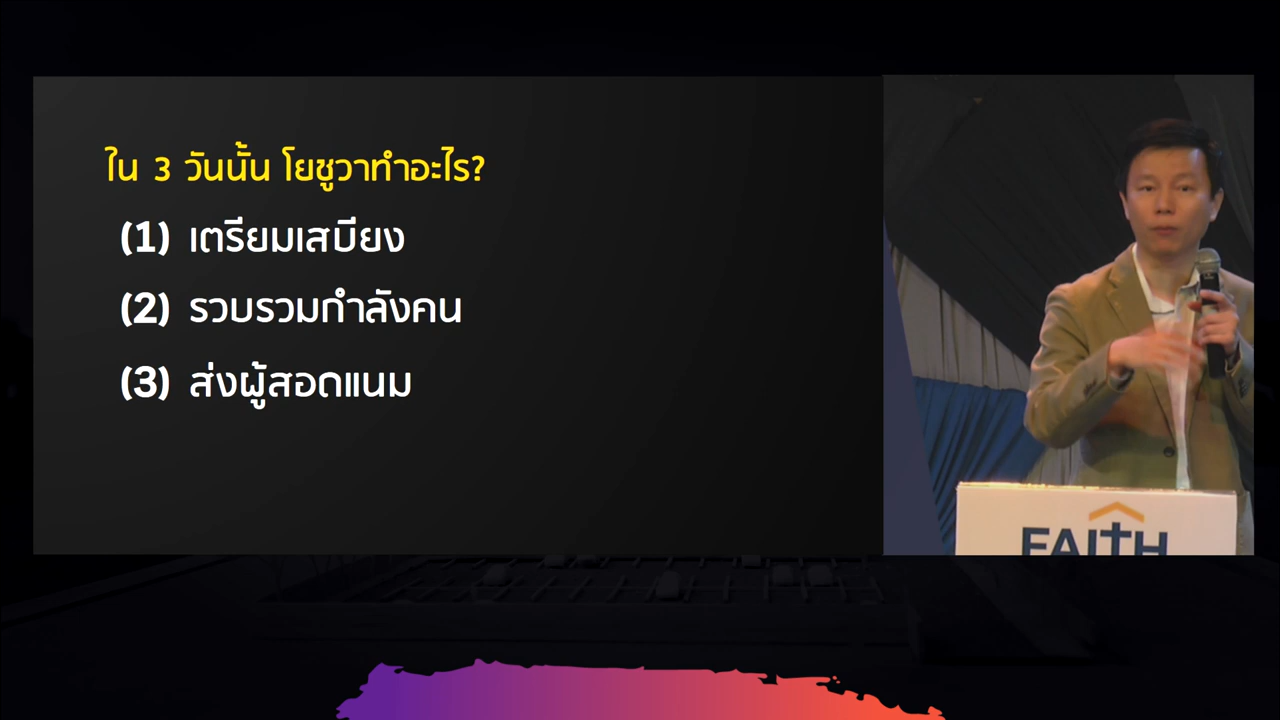 ใน 3 วันนั้น โยชูวาทำอะไร?
(1) เตรียมเสบียง
(2) รวบรวมกำลังคน
(3) ส่งผู้สอดแนม
FAITH